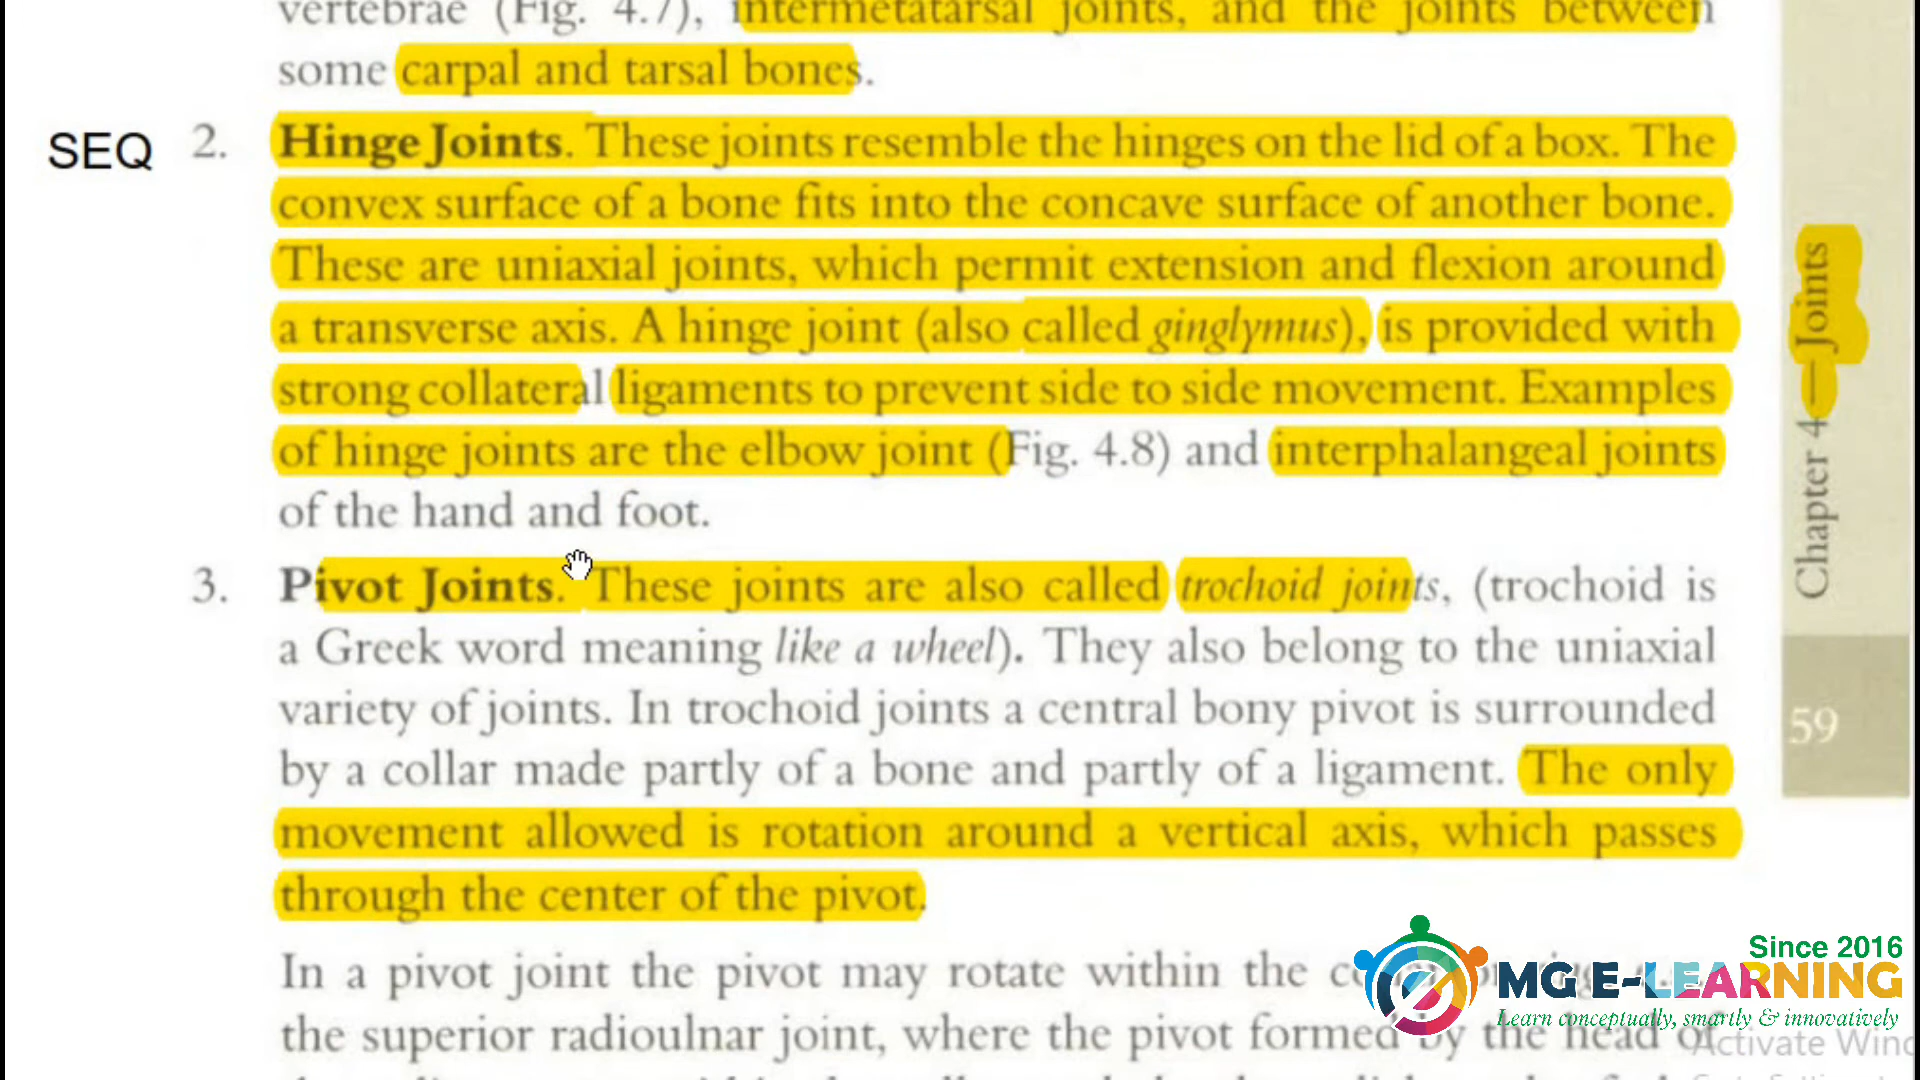 vertebrae (Fig. 4.7), intermetatarsal joints, and the joints between
some carpal and tarsal bones.
SEQ
2. Hinge Joints. These joints resemble the hinges on the lid of a box. The
convex surface of a bone fits into the concave surface of another bone.
These are uniaxial joints, which permit extension and flexion around
a transverse axis. A hinge joint (also called ginglymus), is provided with
strong collateral ligaments to prevent side to side movement. Examples
of hinge joints are the elbow joint (Fig. 4.8) and interphalangeal joints
of the hand and foot.
3. Pivot Joints. These joints are also called trochoid joints, (trochoid is
a Greek word meaning like a wheel). They also belong to the uniaxial
variety of joints. In trochoid joints a central bony pivot is surrounded
by a collar made partly of a bone and partly of a ligament. The only
movement allowed is rotation around a vertical axis, which passes
through the center of the pivot.
In a pivot joint the pivot may rotate within the
the superior radioulnar joint, where the pivot formed by the head of
Chapter 4 — Joints
59
Since 2016
MG E-LEARNING
Learn conceptually, smartly & innovatively
Activate Win